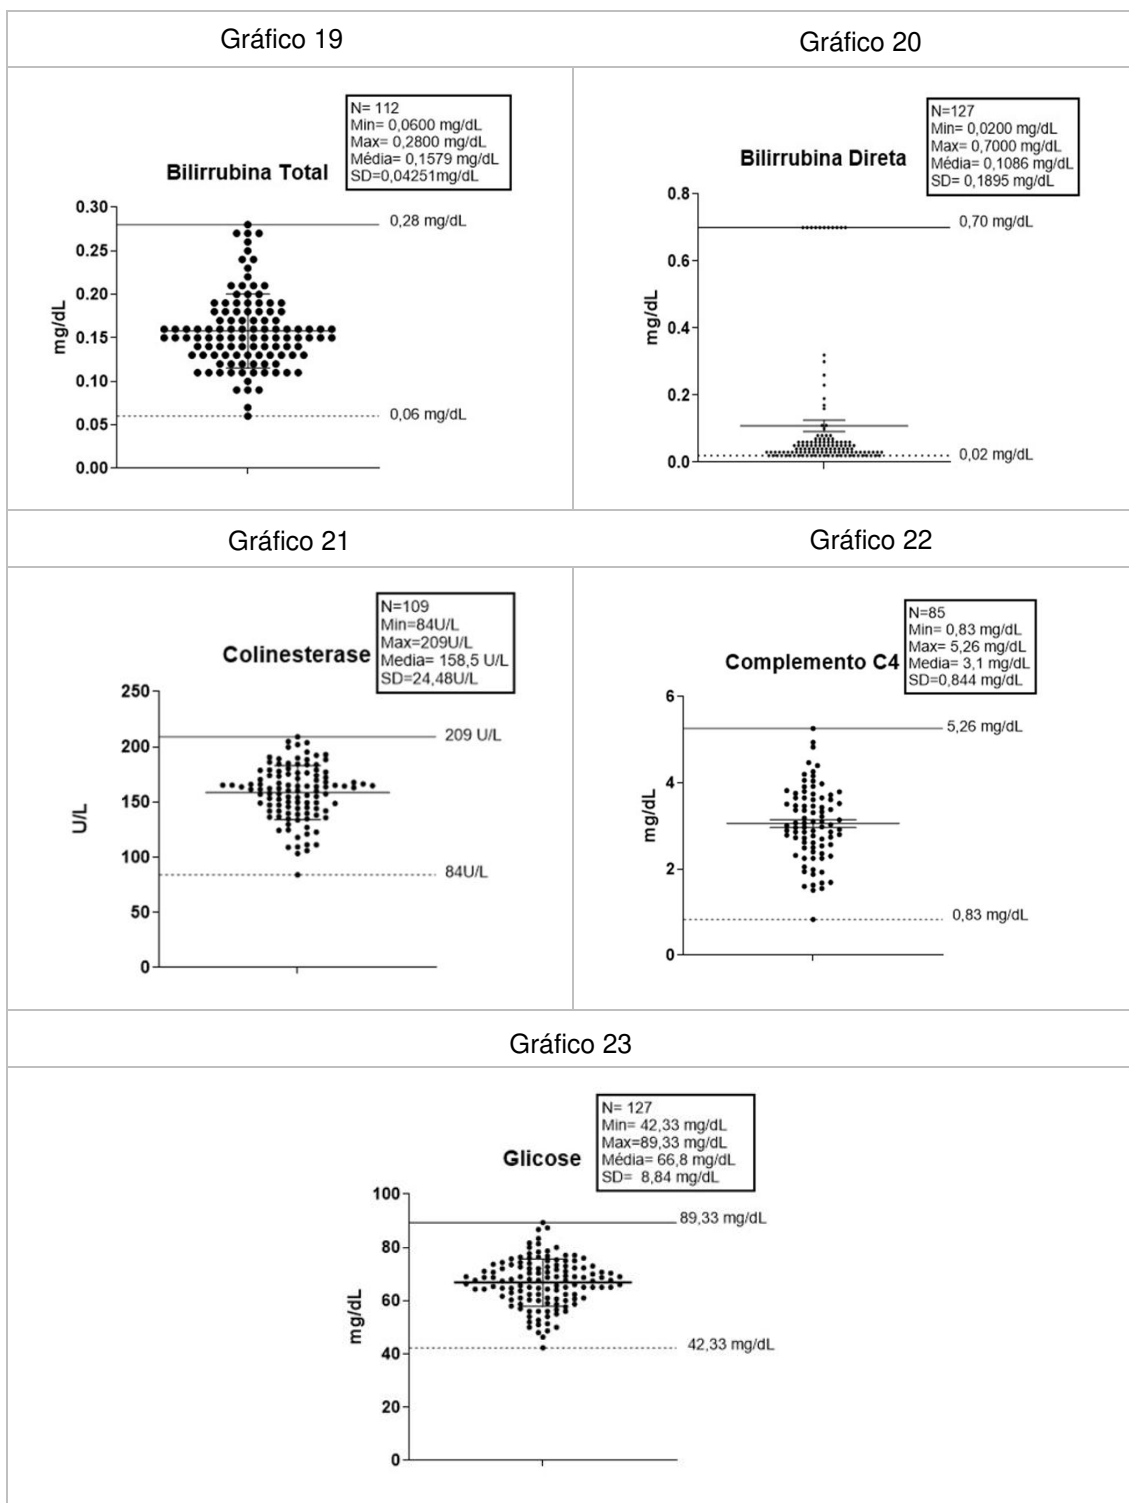 Gráfico 19
Gráfico 20
N= 112
Min= 0,0600 mg/dL
Max= 0,2800 mg/dL
Média= 0,1579 mg/dL
SD=0,04251mg/dL
Bilirrubina Total
0.30
0.25
0.20
0.15
0.10
0.05
0.00
mg/dL
0,28 mg/dL
0,06 mg/dL
N=127
Min= 0,0200 mg/dL
Max= 0,7000 mg/dL
Média= 0,1086 mg/dL
SD= 0,1895 mg/dL
Bilirrubina Direta
0.8
0.6
0.4
0.2
0.0
mg/dL
0,70 mg/dL
0,02 mg/dL
Gráfico 21
Gráfico 22
N=109
Min=84U/L
Max=209U/L
Media= 158,5 U/L
SD=24,48U/L
Colinesterase
250
200
150
100
50
0
U/L
209 U/L
84U/L
N=85
Min= 0,83 mg/dL
Max= 5,26 mg/dL
Media= 3,1 mg/dL
SD=0,844 mg/dL
Complemento C4
6
4
2
0
mg/dL
5,26 mg/dL
0,83 mg/dL
Gráfico 23
N= 127
Min= 42,33 mg/dL
Max=89,33 mg/dL
Média= 66,8 mg/dL
SD= 8,84 mg/dL
Glicose
100
80
60
40
20
0
mg/dL
89,33 mg/dL
42,33 mg/dL